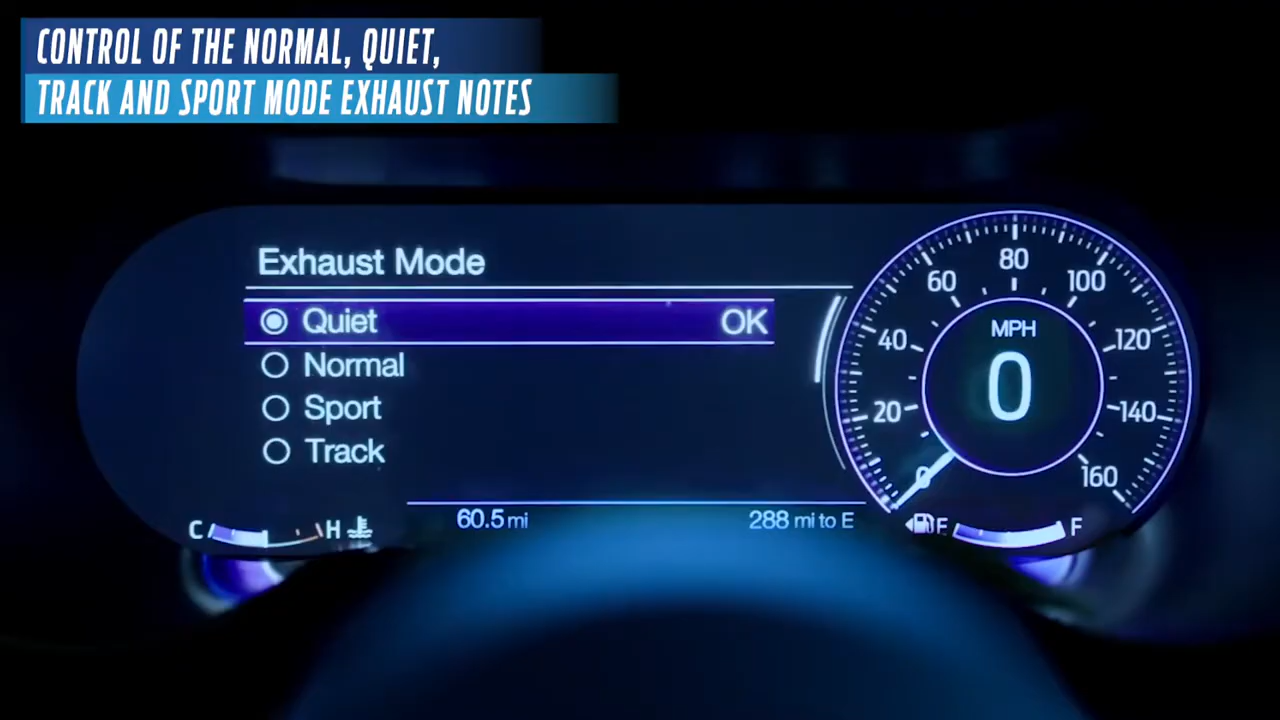 CONTROL OF THE NORMAL, QUIET,
TRACK AND SPORT MODE EXHAUST NOTES
Exhaust Mode
Quiet OK
Normal
Sport
Track
60.5 mi
288 mi to E
C H
E F
MPH
0
0
20
40
60
80
100
120
140
160